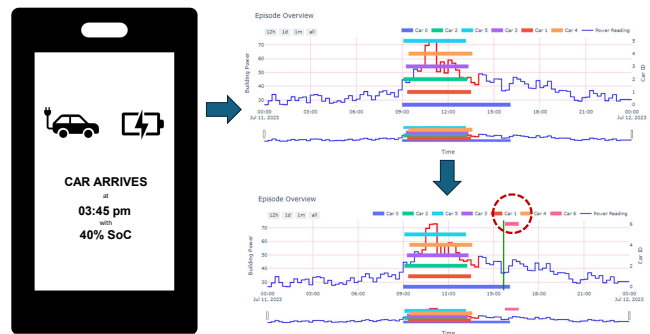 CAR ARRIVES
at
03:45 pm
with
40% SoC
Episode Overview
12h 1d 1m all
Car 0 Car 2 Car 5 Car 3 Car 1 Car 4 Power Reading
Building Power
70
60
50
40
30
5
4
3
2
1
0
Car ID
00:00 03:00 06:00 09:00 12:00 15:00 18:00 21:00 00:00
Jul 11, 2023 Jul 12, 2023
Time
Episode Overview
12h 1d 1m all
Car 0 Car 2 Car 5 Car 3 Car 1 Car 4 Car 6 Power Reading
Building Power
70
60
50
40
30
6
4
2
0
Car ID
00:00 03:00 06:00 09:00 12:00 15:00 18:00 21:00 00:00
Jul 11, 2023 Jul 12, 2023
Time